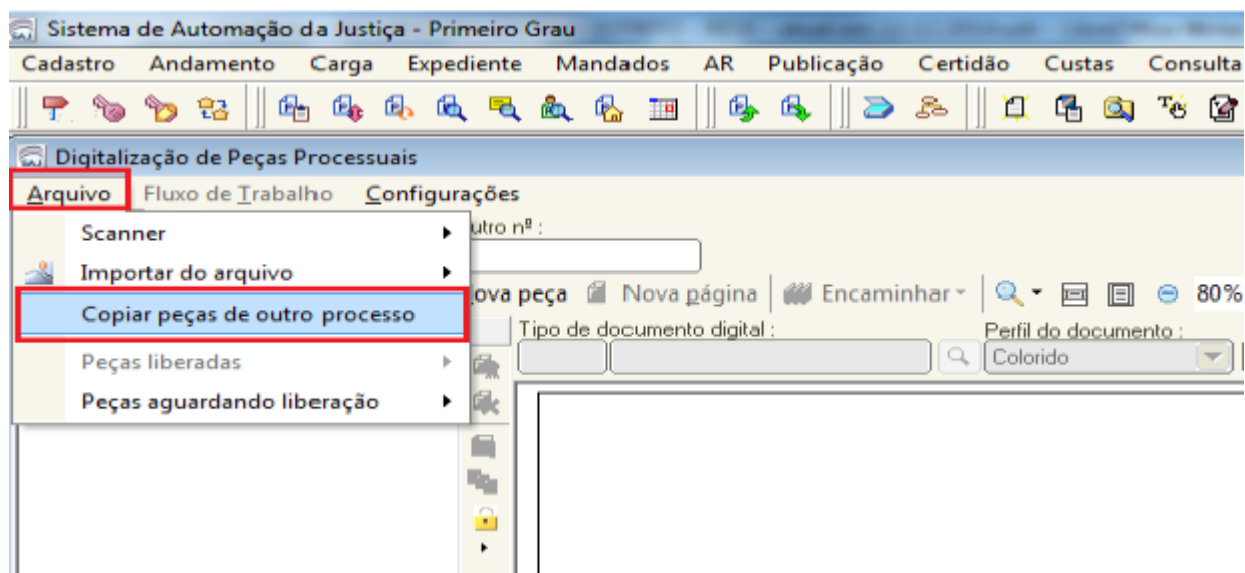 Sistema de Automação da Justiça - Primeiro Grau
Cadastro Andamento Carga Expediente Mandados AR Publicação Certidão Custas Consulta
Digitalização de Peças Processuais
Arquivo Fluxo de Trabalho Configurações
utro nº :
Scanner
Importar do arquivo
ova peça Nova página Encaminhar 80%
Copiar peças de outro processo
Tipo de documento digital : Perfil do documento :
Colorido
Peças liberadas
Peças aguardando liberação